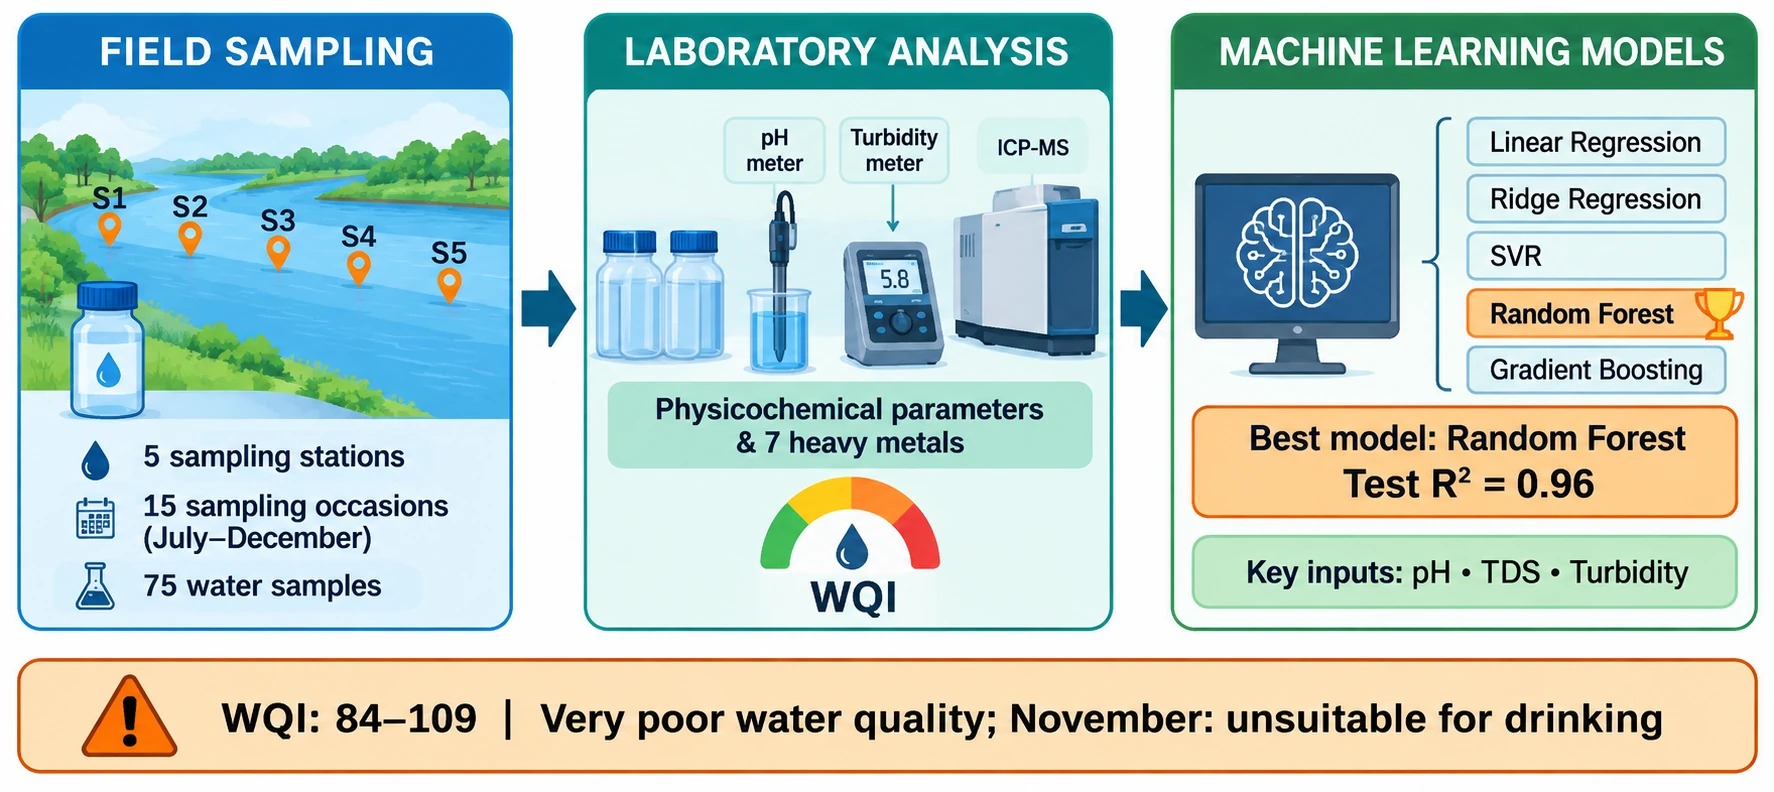 FIELD SAMPLING
S1
S2
S3
S4
S5
5 sampling stations
15 sampling occasions
(July–December)
75 water samples
LABORATORY ANALYSIS
pH
meter
Turbidity
meter
ICP-MS
5.8
Physicochemical parameters
& 7 heavy metals
WQI
MACHINE LEARNING MODELS
Linear Regression
Ridge Regression
SVR
Random Forest
Gradient Boosting
Best model: Random Forest
Test R² = 0.96
Key inputs: pH • TDS • Turbidity
WQI: 84–109 | Very poor water quality; November: unsuitable for drinking